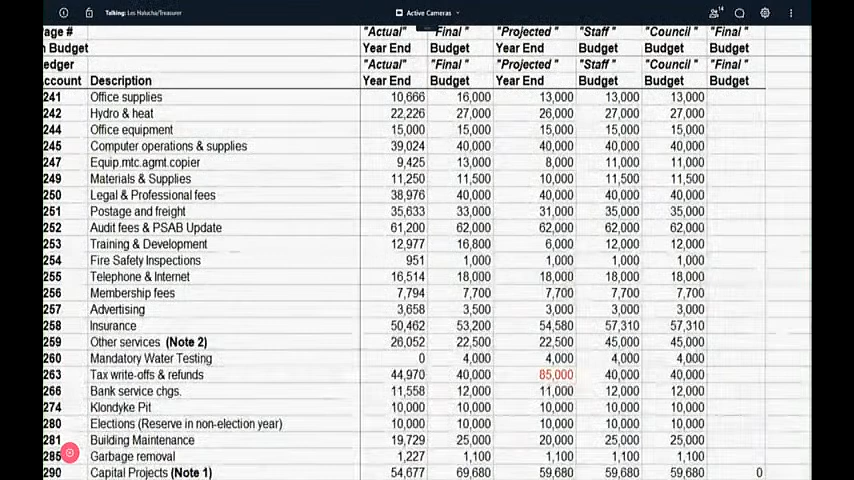 Talking: Les Halucha/Treasurer
Active Cameras
14
age # "Actual" "Final" "Projected" "Staff" "Council" "Final"
Budget Year End Budget Year End Budget Budget Budget
edger "Actual" "Final" "Projected" "Staff" "Council" "Final"
ccount Description Year End Budget Year End Budget Budget Budget
241 Office supplies 10,666 16,000 13,000 13,000 13,000
242 Hydro & heat 22,226 27,000 26,000 27,000 27,000
244 Office equipment 15,000 15,000 15,000 15,000 15,000
245 Computer operations & supplies 39,024 40,000 40,000 40,000 40,000
247 Equip.mtc.agmt.copier 9,425 13,000 8,000 11,000 11,000
249 Materials & Supplies 11,250 11,500 10,000 11,500 11,500
250 Legal & Professional fees 38,976 40,000 40,000 40,000 40,000
251 Postage and freight 35,633 33,000 31,000 35,000 35,000
252 Audit fees & PSAB Update 61,200 62,000 62,000 62,000 62,000
253 Training & Development 12,977 16,800 6,000 12,000 12,000
254 Fire Safety Inspections 951 1,000 1,000 1,000 1,000
255 Telephone & Internet 16,514 18,000 18,000 18,000 18,000
256 Membership fees 7,794 7,700 7,700 7,700 7,700
257 Advertising 3,658 3,500 3,000 3,000 3,000
258 Insurance 50,462 53,200 54,580 57,310 57,310
259 Other services (Note 2) 26,052 22,500 22,500 45,000 45,000
260 Mandatory Water Testing 0 4,000 4,000 4,000 4,000
263 Tax write-offs & refunds 44,970 40,000 85,000 40,000 40,000
266 Bank service chgs. 11,558 12,000 11,000 12,000 12,000
274 Klondyke Pit 10,000 10,000 10,000 10,000 10,000
280 Elections (Reserve in non-election year) 10,000 10,000 10,000 10,000 10,000
281 Building Maintenance 19,729 25,000 20,000 25,000 25,000
285 Garbage removal 1,227 1,100 1,100 1,100 1,100
290 Capital Projects (Note 1) 54,677 69,680 59,680 59,680 59,680 0